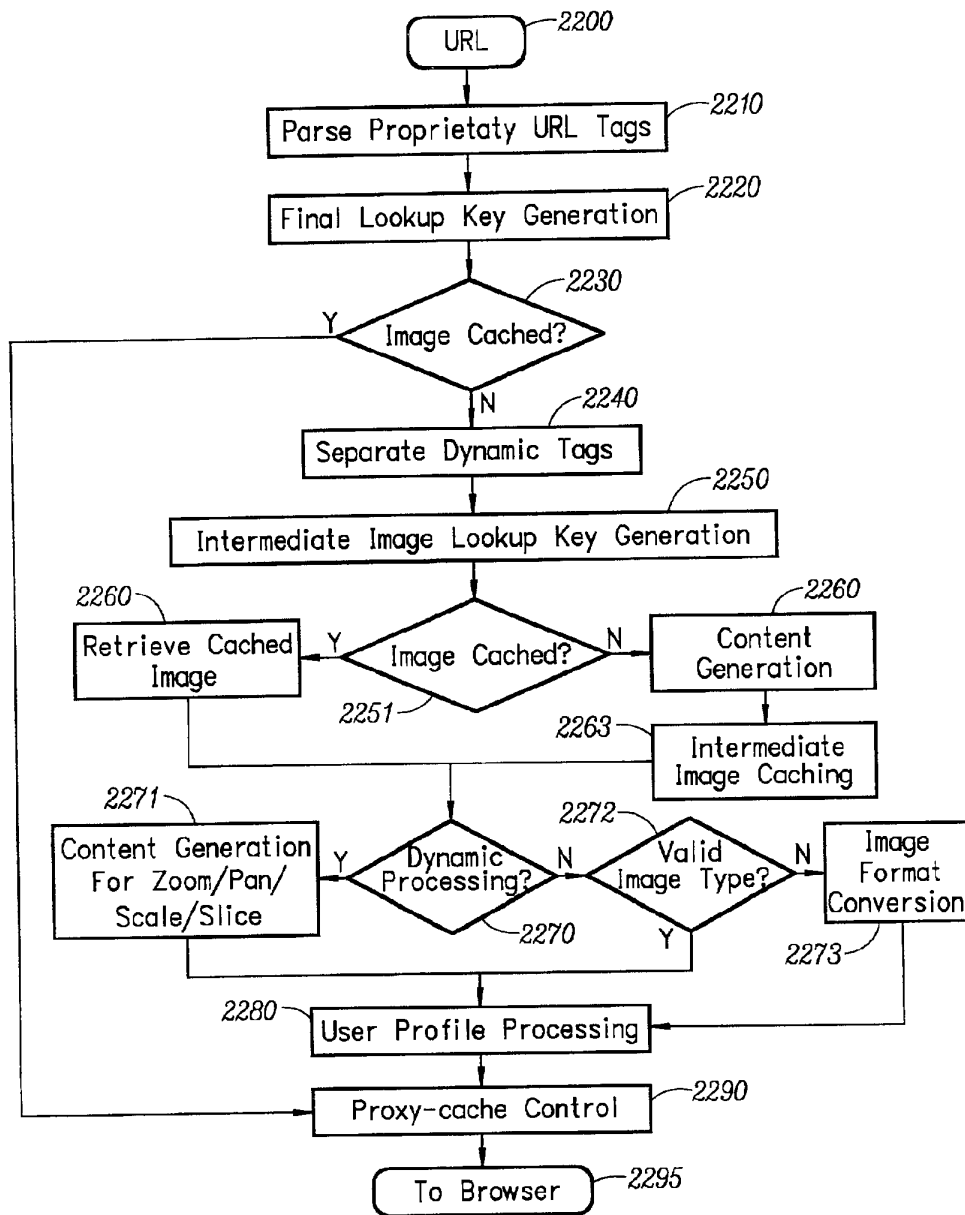 URL
2200
2210
Parse Proprietaty URL Tags
2220
Final Lookup Key Generation
2230
Y
Image Cached?
N
2240
Separate Dynamic Tags
2250
Intermediate Image Lookup Key Generation
2260
2260
Retrieve Cached
Image
Y
Image Cached?
N
Content
Generation
2251
2263
Intermediate
Image Caching
2271
2272
Content Generation
For Zoom/Pan/
Scale/Slice
Y
Dynamic
Processing?
N
Valid
Image Type?
N
Image
Format
Conversion
2270
Y
2273
2280
User Profile Processing
2290
Proxy-cache Control
To Browser
2295